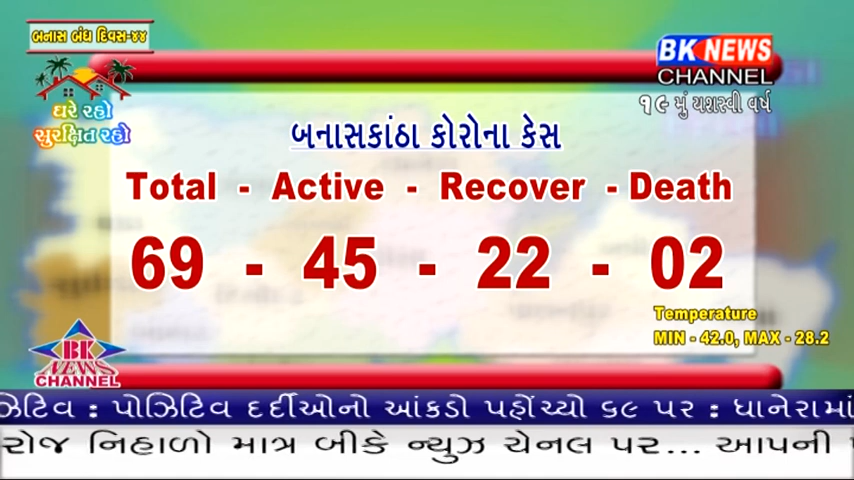 બનાસ બંધ દિવસ-૪૪
BK NEWS
CHANNEL
૧૯ મું યશસ્વી વર્ષ
ઘરે રહો
સુરક્ષિત રહો
બનાસકાંઠા કોરોના કેસ
Total - Active - Recover - Death
69 - 45 - 22 - 02
Temperature
MIN - 42.0, MAX - 28.2
BK
NEWS
CHANNEL
ઝિટિવ : પોઝિટિવ દર્દીઓનો આંકડો પહોંચ્યો ૬૯ પર : ધાનેરામાં
રોજ નિહાળો માત્ર બીકે ન્યુઝ ચેનલ પર... આપની